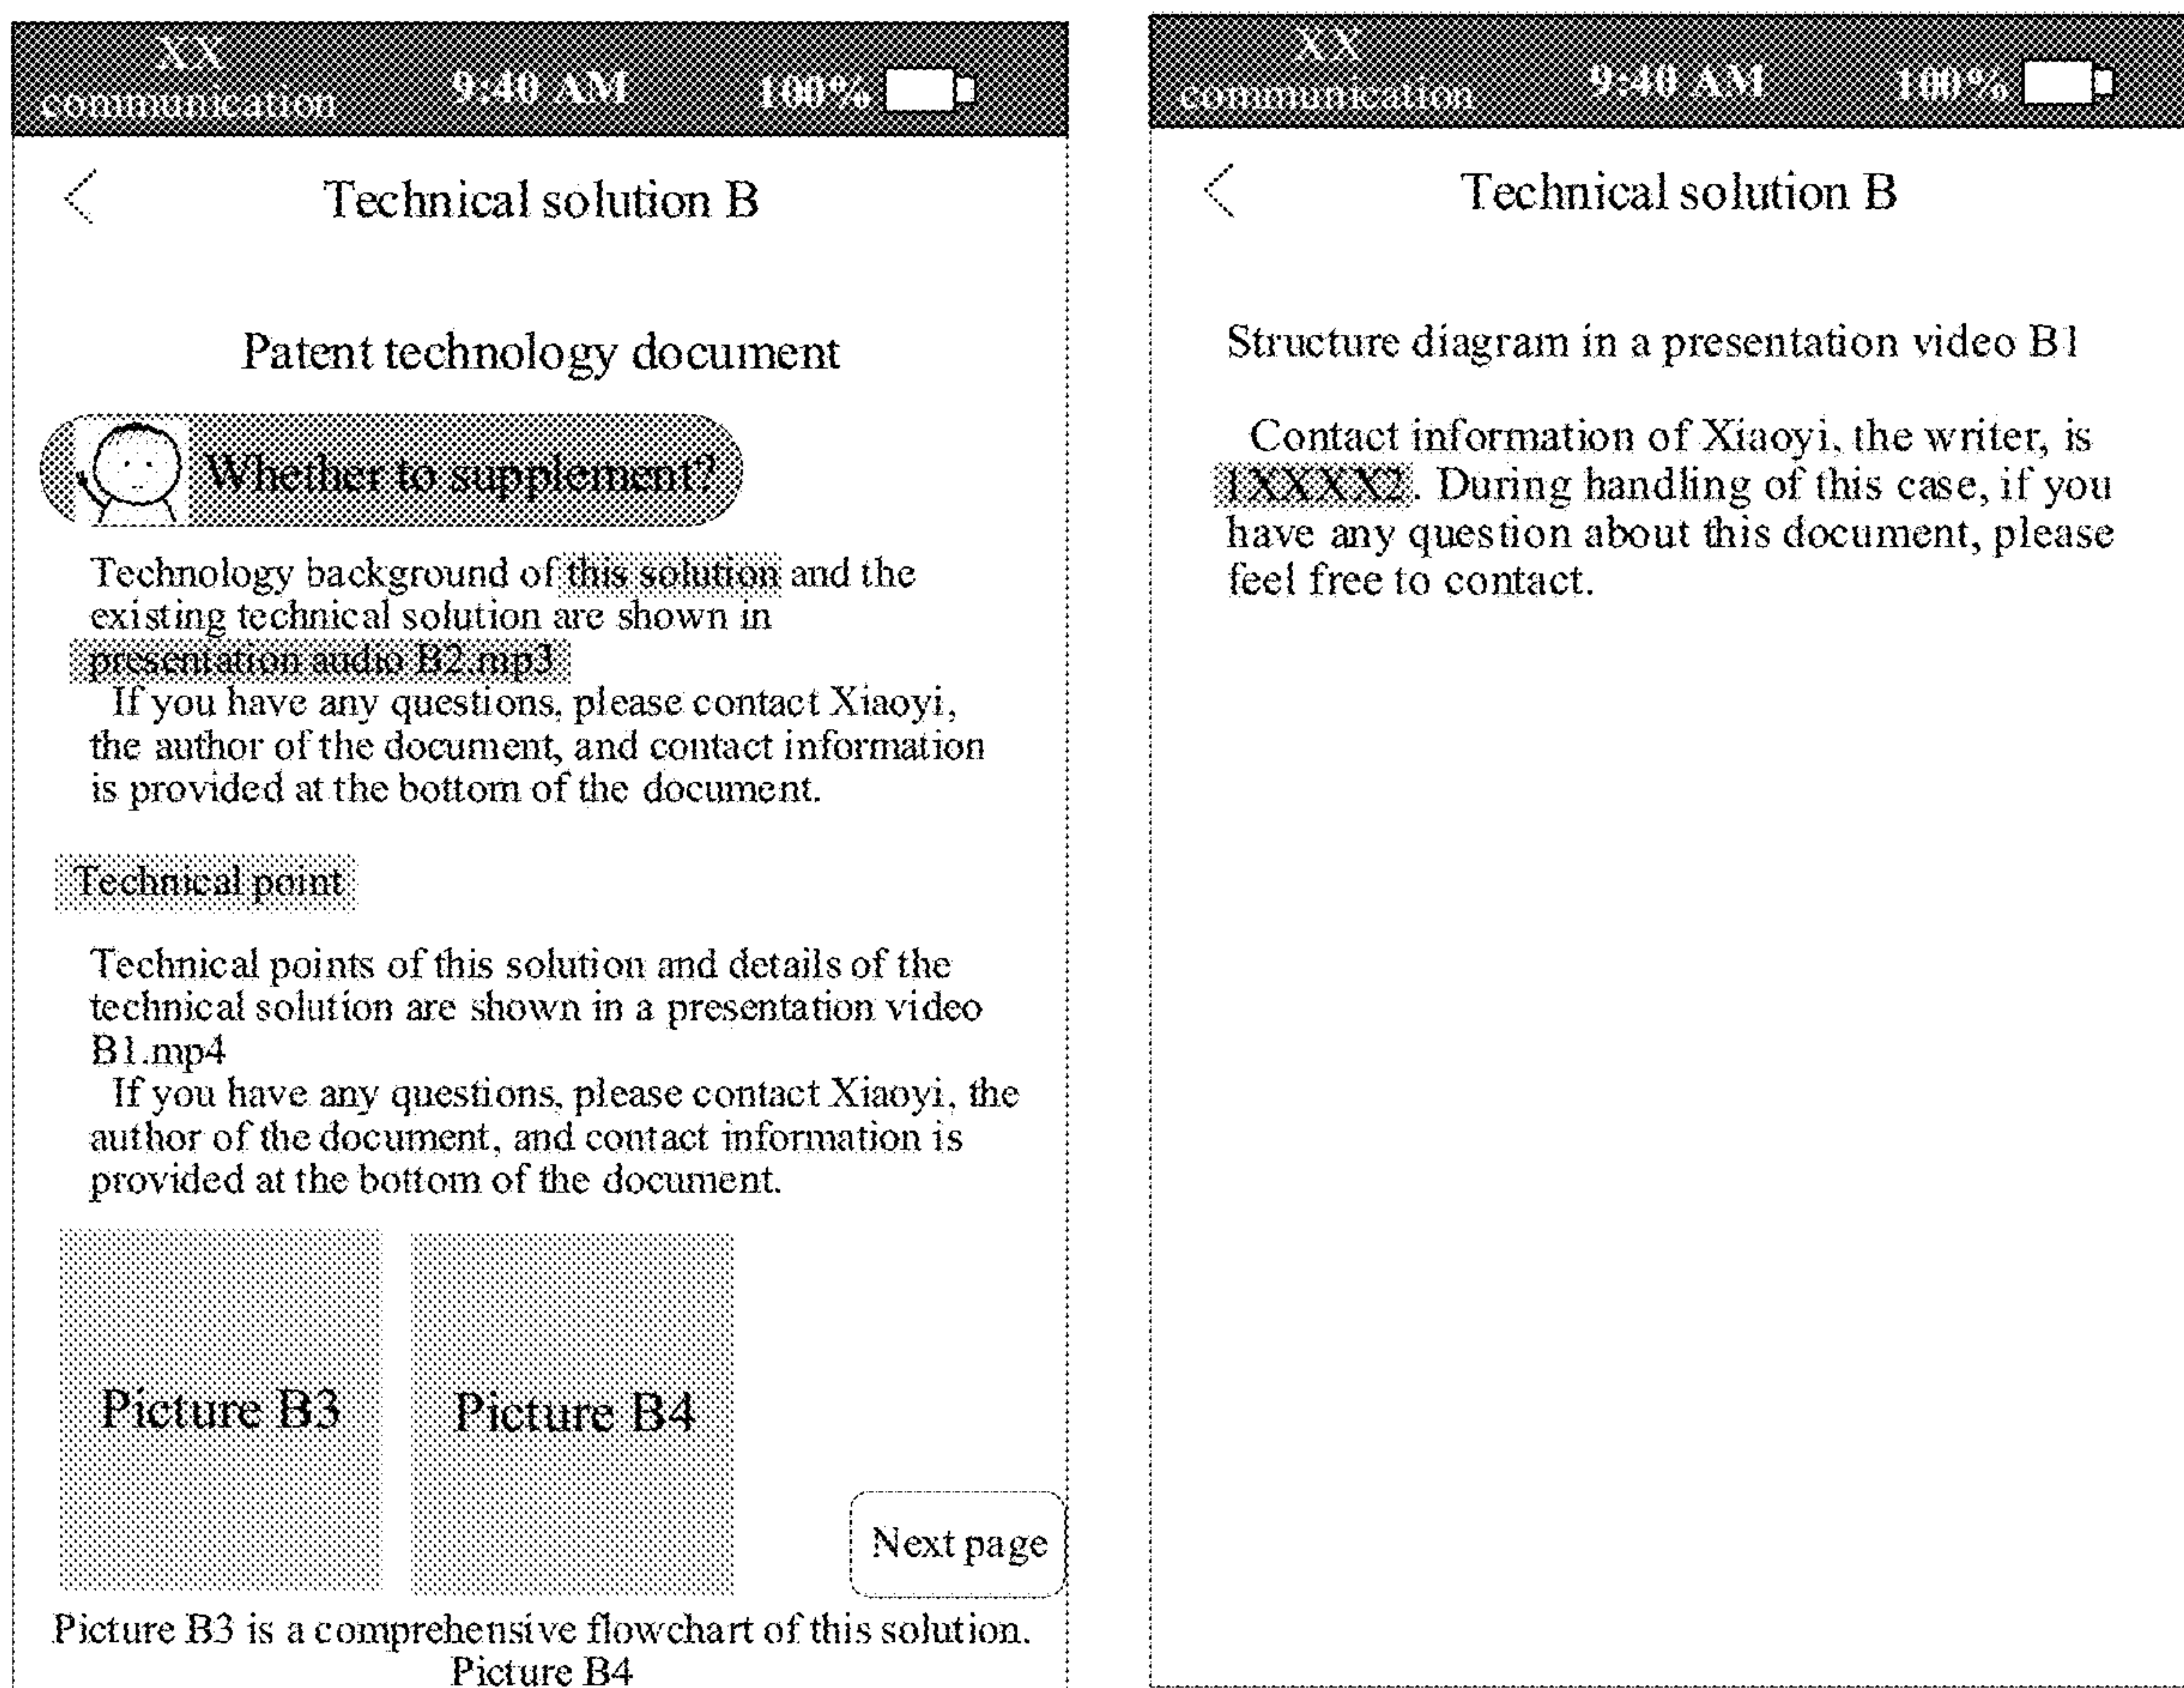 XX
communication
9:40 AM
100%
<
Technical solution B
Patent technology document
Whether to supplement?
Technology background of this solution and the
existing technical solution are shown in
presentation audio B2.mp3
If you have any questions, please contact Xiaoyi,
the author of the document, and contact information
is provided at the bottom of the document.
Technical point
Technical points of this solution and details of the
technical solution are shown in a presentation video
B1.mp4
If you have any questions, please contact Xiaoyi, the
author of the document, and contact information is
provided at the bottom of the document.
Picture B3
Picture B4
Next page
Picture B3 is a comprehensive flowchart of this solution.
Picture B4
XX
communication
9:40 AM
100%
<
Technical solution B
Structure diagram in a presentation video B1
Contact information of Xiaoyi, the writer, is
1XXXX2. During handling of this case, if you
have any question about this document, please
feel free to contact.